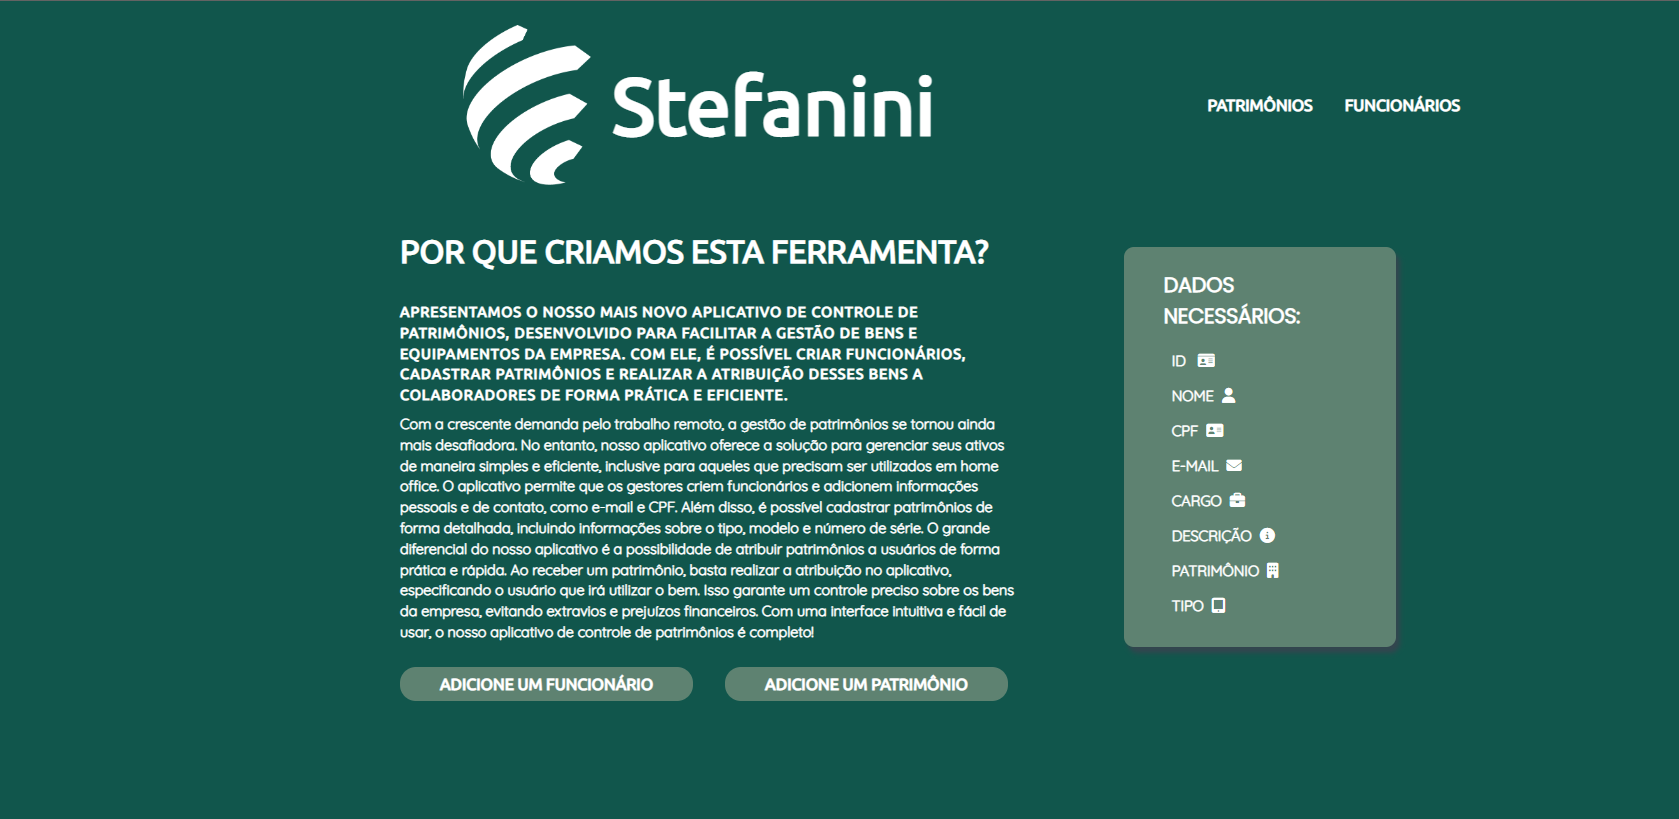 Stefanini
PATRIMÔNIOS FUNCIONÁRIOS
POR QUE CRIAMOS ESTA FERRAMENTA?
APRESENTAMOS O NOSSO MAIS NOVO APLICATIVO DE CONTROLE DE
PATRIMÔNIOS, DESENVOLVIDO PARA FACILITAR A GESTÃO DE BENS E
EQUIPAMENTOS DA EMPRESA. COM ELE, É POSSÍVEL CRIAR FUNCIONÁRIOS,
CADASTRAR PATRIMÔNIOS E REALIZAR A ATRIBUIÇÃO DESSES BENS A
COLABORADORES DE FORMA PRÁTICA E EFICIENTE.
Com a crescente demanda pelo trabalho remoto, a gestão de patrimônios se tornou ainda
mais desafiadora. No entanto, nosso aplicativo oferece a solução para gerenciar seus ativos
de maneira simples e eficiente, inclusive para aqueles que precisam ser utilizados em home
office. O aplicativo permite que os gestores criem funcionários e adicionem informações
pessoais e de contato, como e-mail e CPF. Além disso, é possível cadastrar patrimônios de
forma detalhada, incluindo informações sobre o tipo, modelo e número de série. O grande
diferencial do nosso aplicativo é a possibilidade de atribuir patrimônios a usuários de forma
prática e rápida. Ao receber um patrimônio, basta realizar a atribuição no aplicativo,
especificando o usuário que irá utilizar o bem. Isso garante um controle preciso sobre os bens
da empresa, evitando extravios e prejuízos financeiros. Com uma interface intuitiva e fácil de
usar, o nosso aplicativo de controle de patrimônios é completo!
ADICIONE UM FUNCIONÁRIO
ADICIONE UM PATRIMÔNIO
DADOS
NECESSÁRIOS:
ID
NOME
CPF
E-MAIL
CARGO
DESCRIÇÃO
PATRIMÔNIO
TIPO